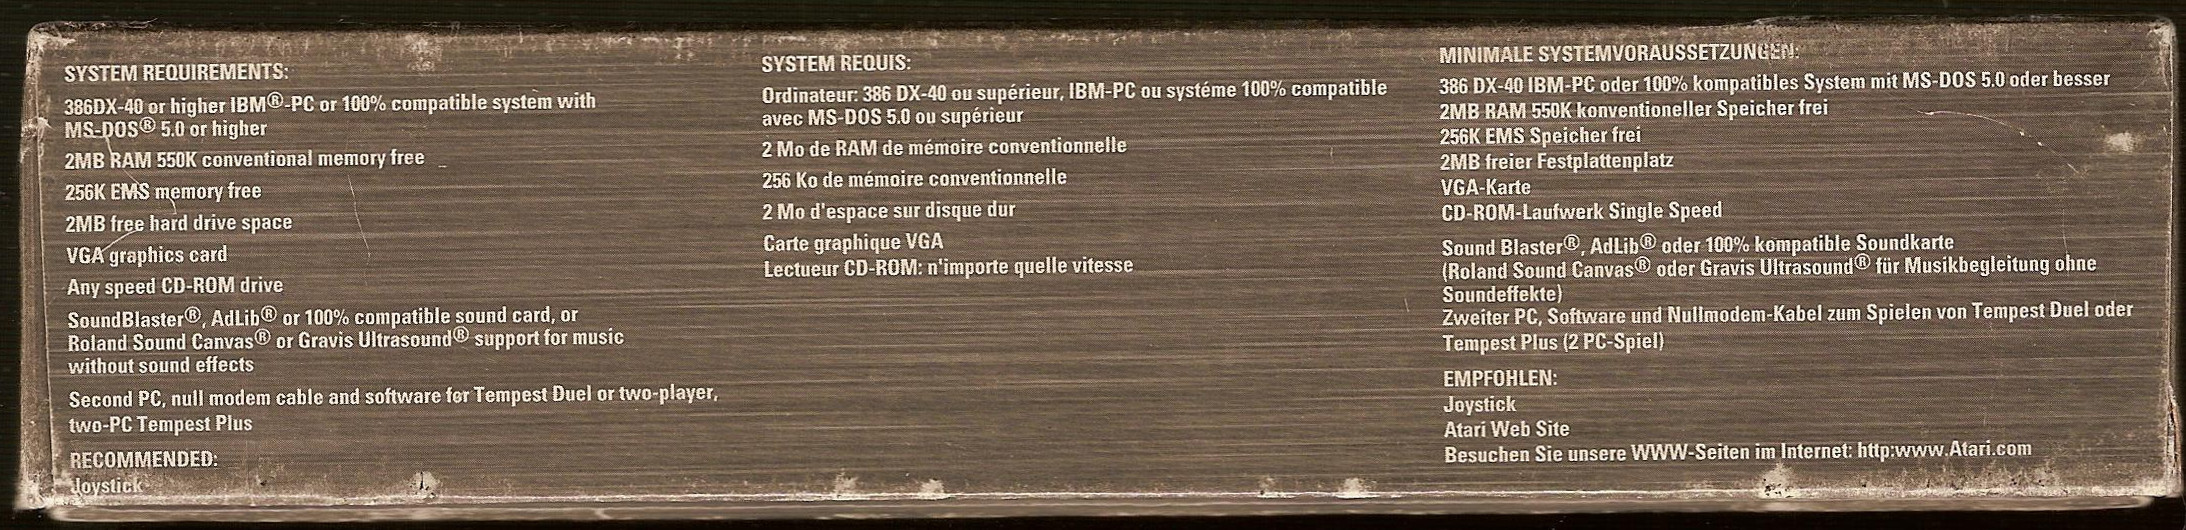 SYSTEM REQUIREMENTS:
386DX-40 or higher IBM®-PC or 100% compatible system with
MS-DOS® 5.0 or higher
2MB RAM 550K conventional memory free
256K EMS memory free
2MB free hard drive space
VGA graphics card
Any speed CD-ROM drive
SoundBlaster®, AdLib® or 100% compatible sound card, or
Roland Sound Canvas® or Gravis Ultrasound® support for music
without sound effects
Second PC, null modem cable and software for Tempest Duel or two-player,
two-PC Tempest Plus
RECOMMENDED:
Joystick
SYSTEM REQUIS:
Ordinateur: 386 DX-40 ou supérieur, IBM-PC ou systéme 100% compatible
avec MS-DOS 5.0 ou supérieur
2 Mo de RAM de mémoire conventionnelle
256 Ko de mémoire conventionnelle
2 Mo d'espace sur disque dur
Carte graphique VGA
Lectueur CD-ROM: n'importe quelle vitesse
MINIMALE SYSTEMVORAUSSETZUNGEN:
386 DX-40 IBM-PC oder 100% kompatibles System mit MS-DOS 5.0 oder besser
2MB RAM 550K konventioneller Speicher frei
256K EMS Speicher frei
2MB freier Festplattenplatz
VGA-Karte
CD-ROM-Laufwerk Single Speed
Sound Blaster®, AdLib® oder 100% kompatible Soundkarte
(Roland Sound Canvas® oder Gravis Ultrasound® für Musikbegleitung ohne
Soundeffekte)
Zweiter PC, Software und Nullmodem-Kabel zum Spielen von Tempest Duel oder
Tempest Plus (2 PC-Spiel)
EMPFOHLEN:
Joystick
Atari Web Site
Besuchen Sie unsere WWW-Seiten im Internet: http:www.Atari.com